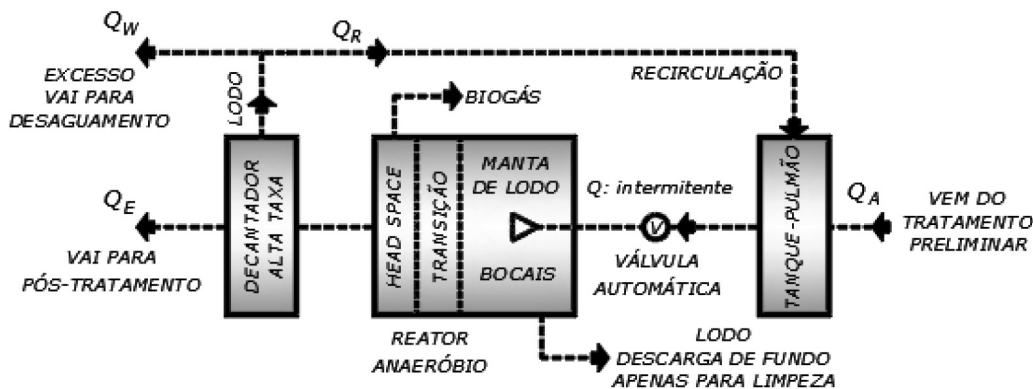 Q_W
Q_R
EXCESSO
VAI PARA
DESAGUAMENTO
LODO
RECIRCULAÇÃO
BIOGÁS
Q_E
VAI PARA
PÓS-TRATAMENTO
DECANTADOR
ALTA TAXA
HEAD SPACE
TRANSIÇÃO
MANTA
DE LODO
BOCAIS
REATOR
ANAERÓBIO
Q: intermitente
V
VÁLVULA
AUTOMÁTICA
TANQUE-PULMÃO
Q_A
VEM DO
TRATAMENTO
PRELIMINAR
LODO
DESCARGA DE FUNDO
APENAS PARA LIMPEZA